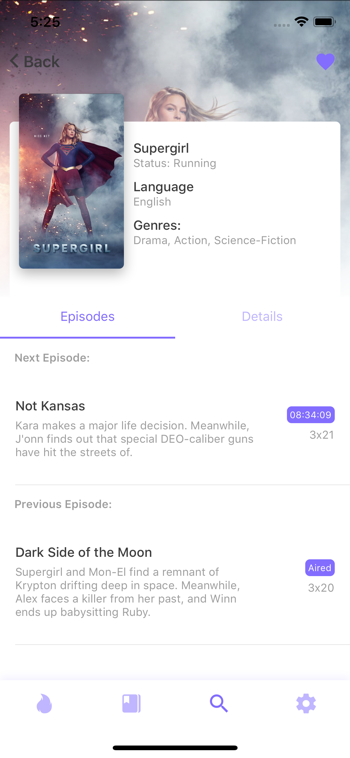 5:25
Back
Supergirl
Status: Running
Language
English
Genres:
Drama, Action, Science-Fiction
SUPERGIRL
Episodes
Details
Next Episode:
Not Kansas
08:34:09
Kara makes a major life decision. Meanwhile,
J'onn finds out that special DEO-caliber guns
have hit the streets of.
3x21
Previous Episode:
Dark Side of the Moon
Aired
Supergirl and Mon-El find a remnant of
Krypton drifting deep in space. Meanwhile,
Alex faces a killer from her past, and Winn
ends up babysitting Ruby.
3x20